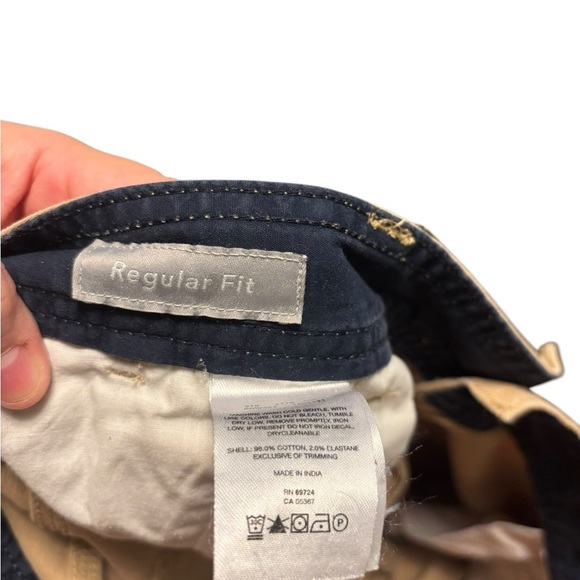 Regular Fit
MACHINE WASH COLD GENTLE, WITH
LIKE COLORS. DO NOT BLEACH, TUMBLE
DRY LOW. REMOVE PROMPTLY, IRON
LOW, IF PRESSED DO NOT IRON DECAL,
DRYCLEANABLE
SHELL: 98.0% COTTON, 2.0% ELASTANE
EXCLUSIVE OF TRIMMING
MADE IN INDIA
RN 69724
CA 05367
P